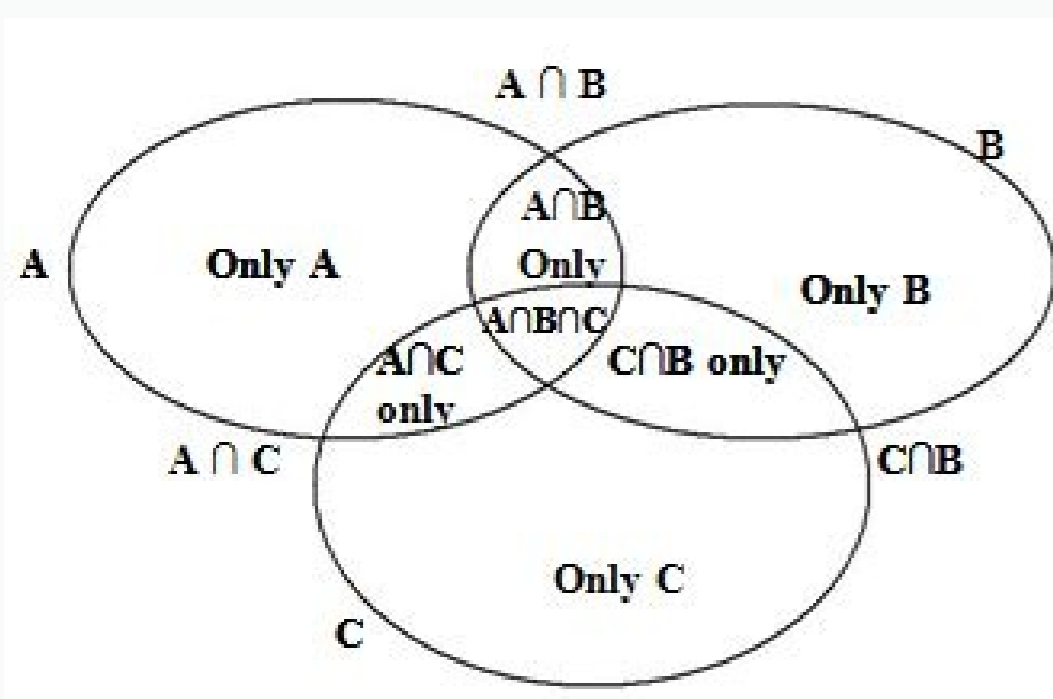 A ∩ B
B
A∩B
Only
A
Only A
Only B
A∩B∩C
A∩C
only
C∩B only
A ∩ C
C∩B
Only C
C